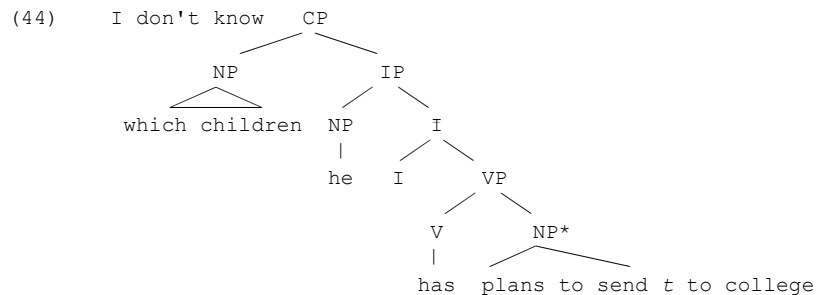 (44) I don't know CP
NP IP
which children NP I
he I VP
V NP*
has plans to send t to college